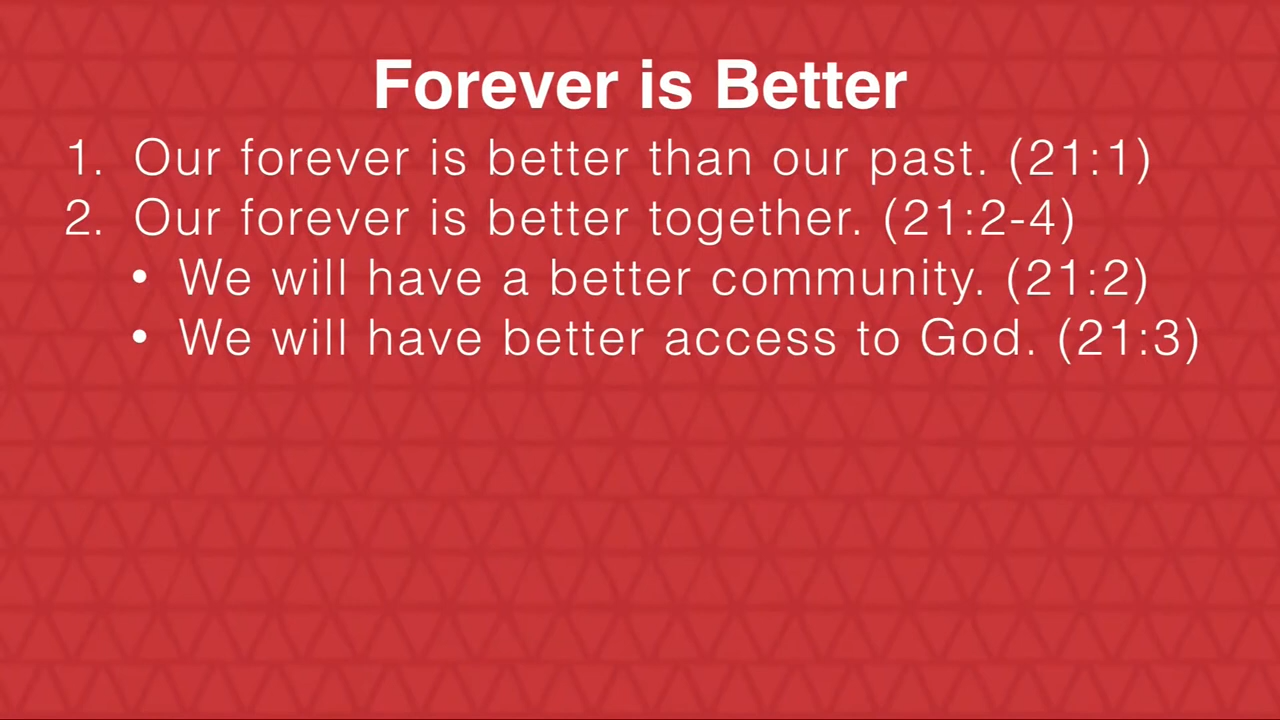 Forever is Better
1. Our forever is better than our past. (21:1)
2. Our forever is better together. (21:2-4)
• We will have a better community. (21:2)
• We will have better access to God. (21:3)